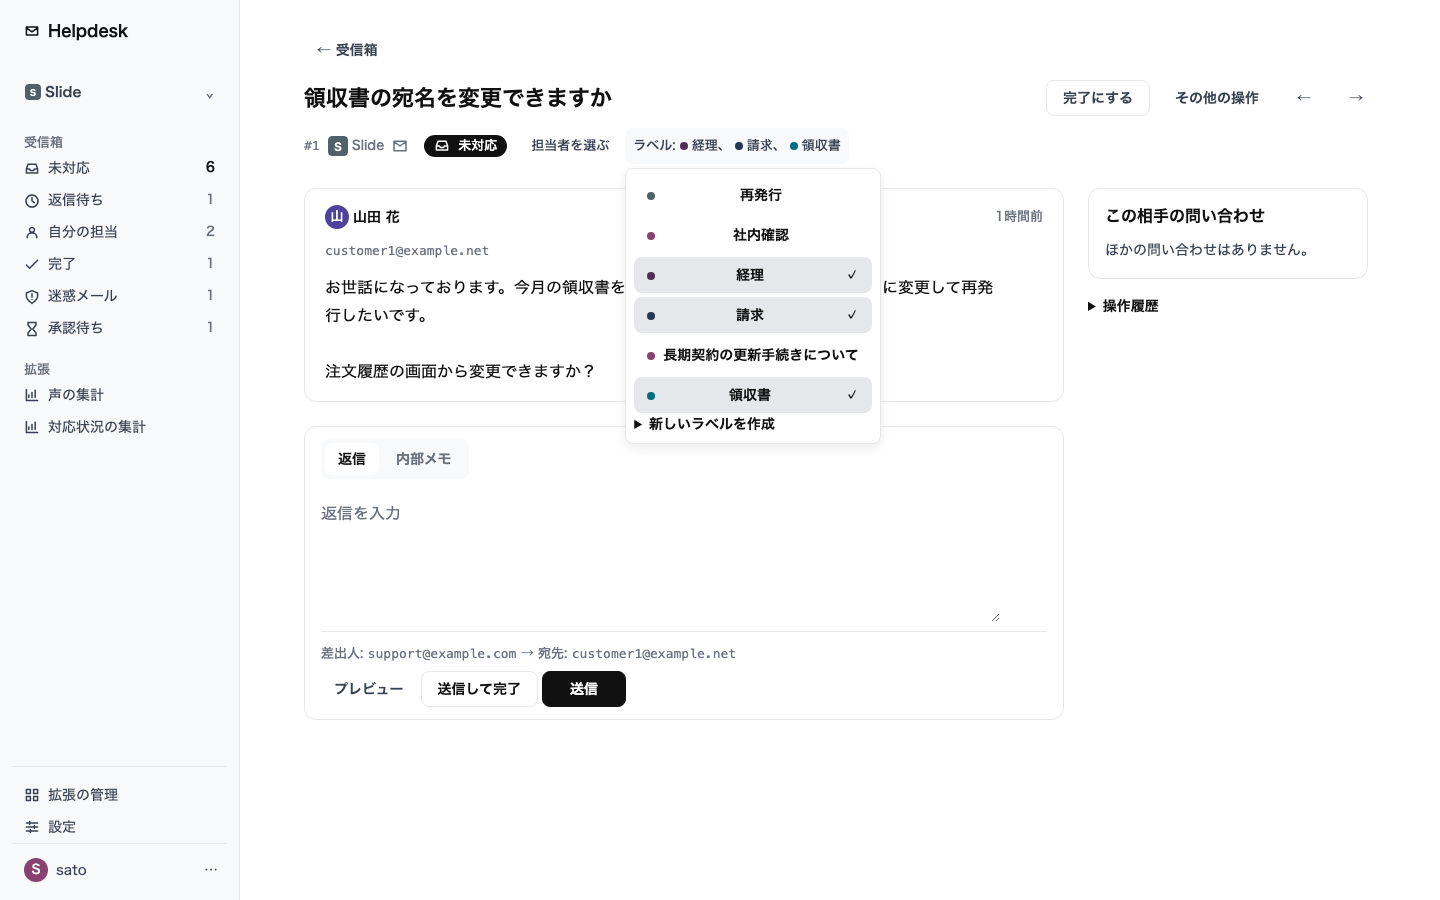 Helpdesk
S Slide
受信箱
未対応 6
返信待ち 1
自分の担当 2
完了 1
迷惑メール 1
承認待ち 1
拡張
声の集計
対応状況の集計
拡張の管理
設定
S sato ...
← 受信箱
領収書の宛名を変更できますか
完了にする その他の操作 ← →
#1 S Slide 未対応 担当者を選ぶ ラベル: 経理、 請求、 領収書
再発行
社内確認
経理 ✓
請求 ✓
長期契約の更新手続きについて
領収書 ✓
▶ 新しいラベルを作成
山 山田 花 1時間前
customer1@example.net
お世話になっております。今月の領収書を に変更して再発
行したいです。
注文履歴の画面から変更できますか？
返信 内部メモ
返信を入力
差出人: support@example.com → 宛先: customer1@example.net
プレビュー 送信して完了 送信
この相手の問い合わせ
ほかの問い合わせはありません。
▶ 操作履歴